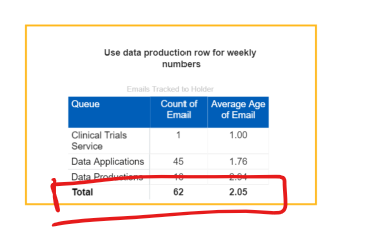 Use data production row for weekly
numbers
Emails Tracked to Holder
Queue Count of Average Age
Email of Email
Clinical Trials 1 1.00
Service
Data Applications 45 1.76
Data Productions
Total 62 2.05